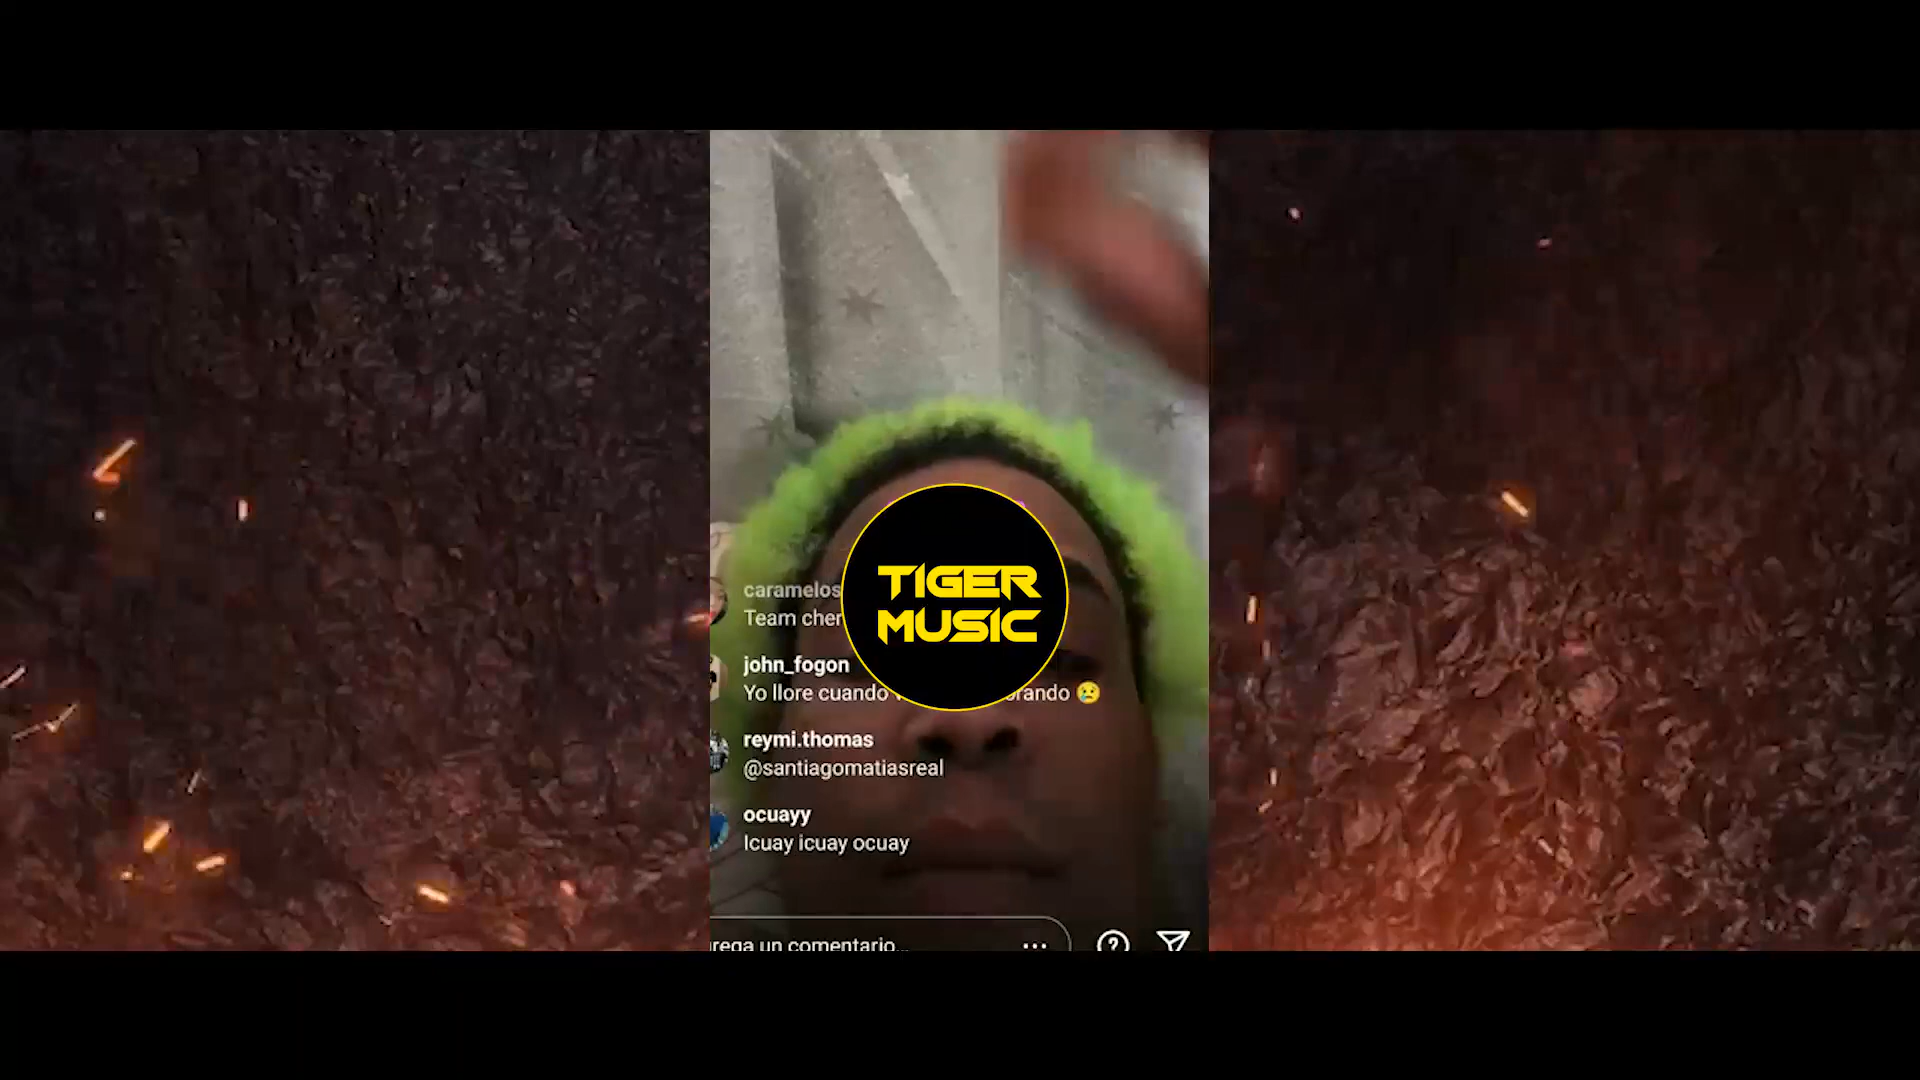 caramelos
Team cher
TIGER
MUSIC
john_fogon
Yo llore cuando
orando 😢
reymi.thomas
@santiagomatiasreal
ocuayy
Icuay icuay ocuay
rega un comentario...